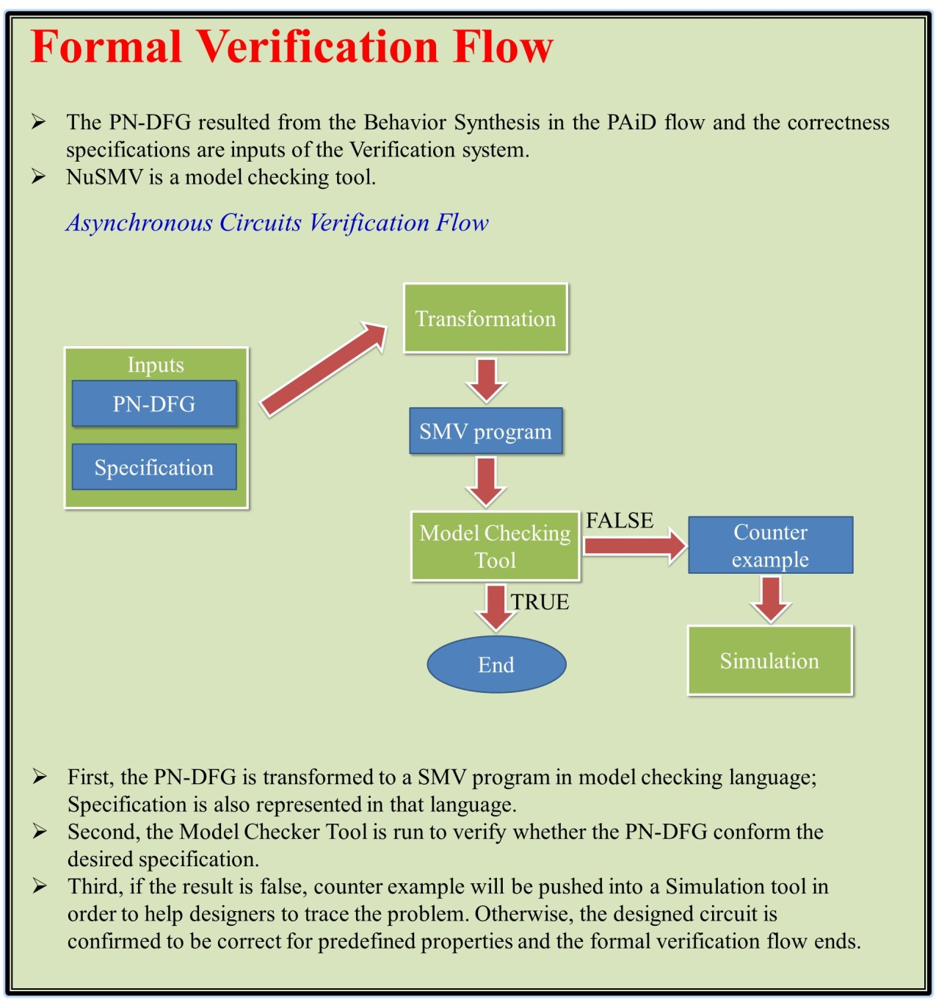 Formal Verification Flow
➢ The PN-DFG resulted from the Behavior Synthesis in the PAiD flow and the correctness
specifications are inputs of the Verification system.
➢ NuSMV is a model checking tool.
Asynchronous Circuits Verification Flow
Transformation
Inputs
PN-DFG
Specification
SMV program
Model Checking
Tool
FALSE
Counter
example
TRUE
End
Simulation
➢ First, the PN-DFG is transformed to a SMV program in model checking language;
Specification is also represented in that language.
➢ Second, the Model Checker Tool is run to verify whether the PN-DFG conform the
desired specification.
➢ Third, if the result is false, counter example will be pushed into a Simulation tool in
order to help designers to trace the problem. Otherwise, the designed circuit is
confirmed to be correct for predefined properties and the formal verification flow ends.